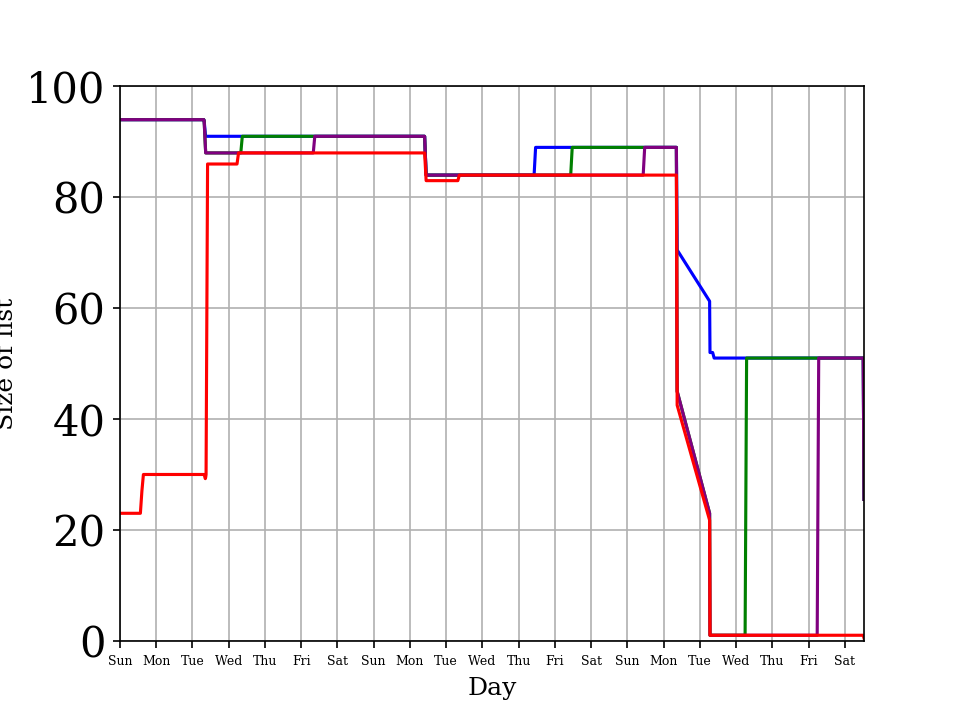 100
80
60
40
20
0
Size of list
Sun Mon Tue Wed Thu Fri Sat Sun Mon Tue Wed Thu Fri Sat Sun Mon Tue Wed Thu Fri Sat
Day